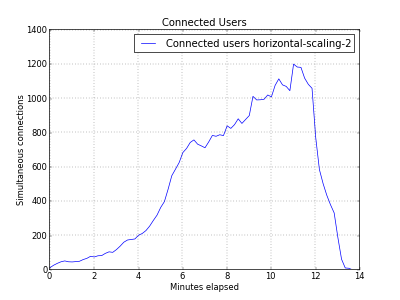 Connected Users
Connected users horizontal-scaling-2
Simultaneous connections
1400
1200
1000
800
600
400
200
0
0 2 4 6 8 10 12 14
Minutes elapsed